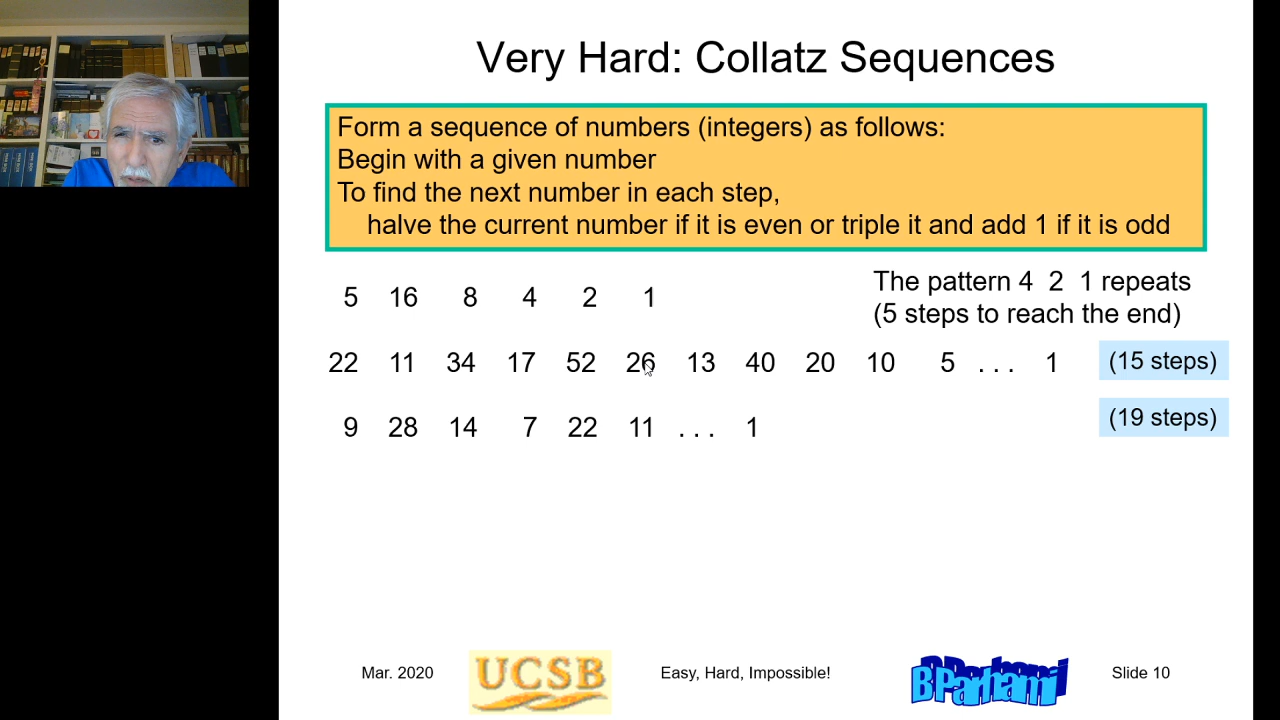 Very Hard: Collatz Sequences
Form a sequence of numbers (integers) as follows:
Begin with a given number
To find the next number in each step,
halve the current number if it is even or triple it and add 1 if it is odd
5 16 8 4 2 1
The pattern 4 2 1 repeats
(5 steps to reach the end)
22 11 34 17 52 26 13 40 20 10 5 . . . 1 (15 steps)
9 28 14 7 22 11 . . . 1 (19 steps)
Mar. 2020 UCSB Easy, Hard, Impossible! BParhami Slide 10